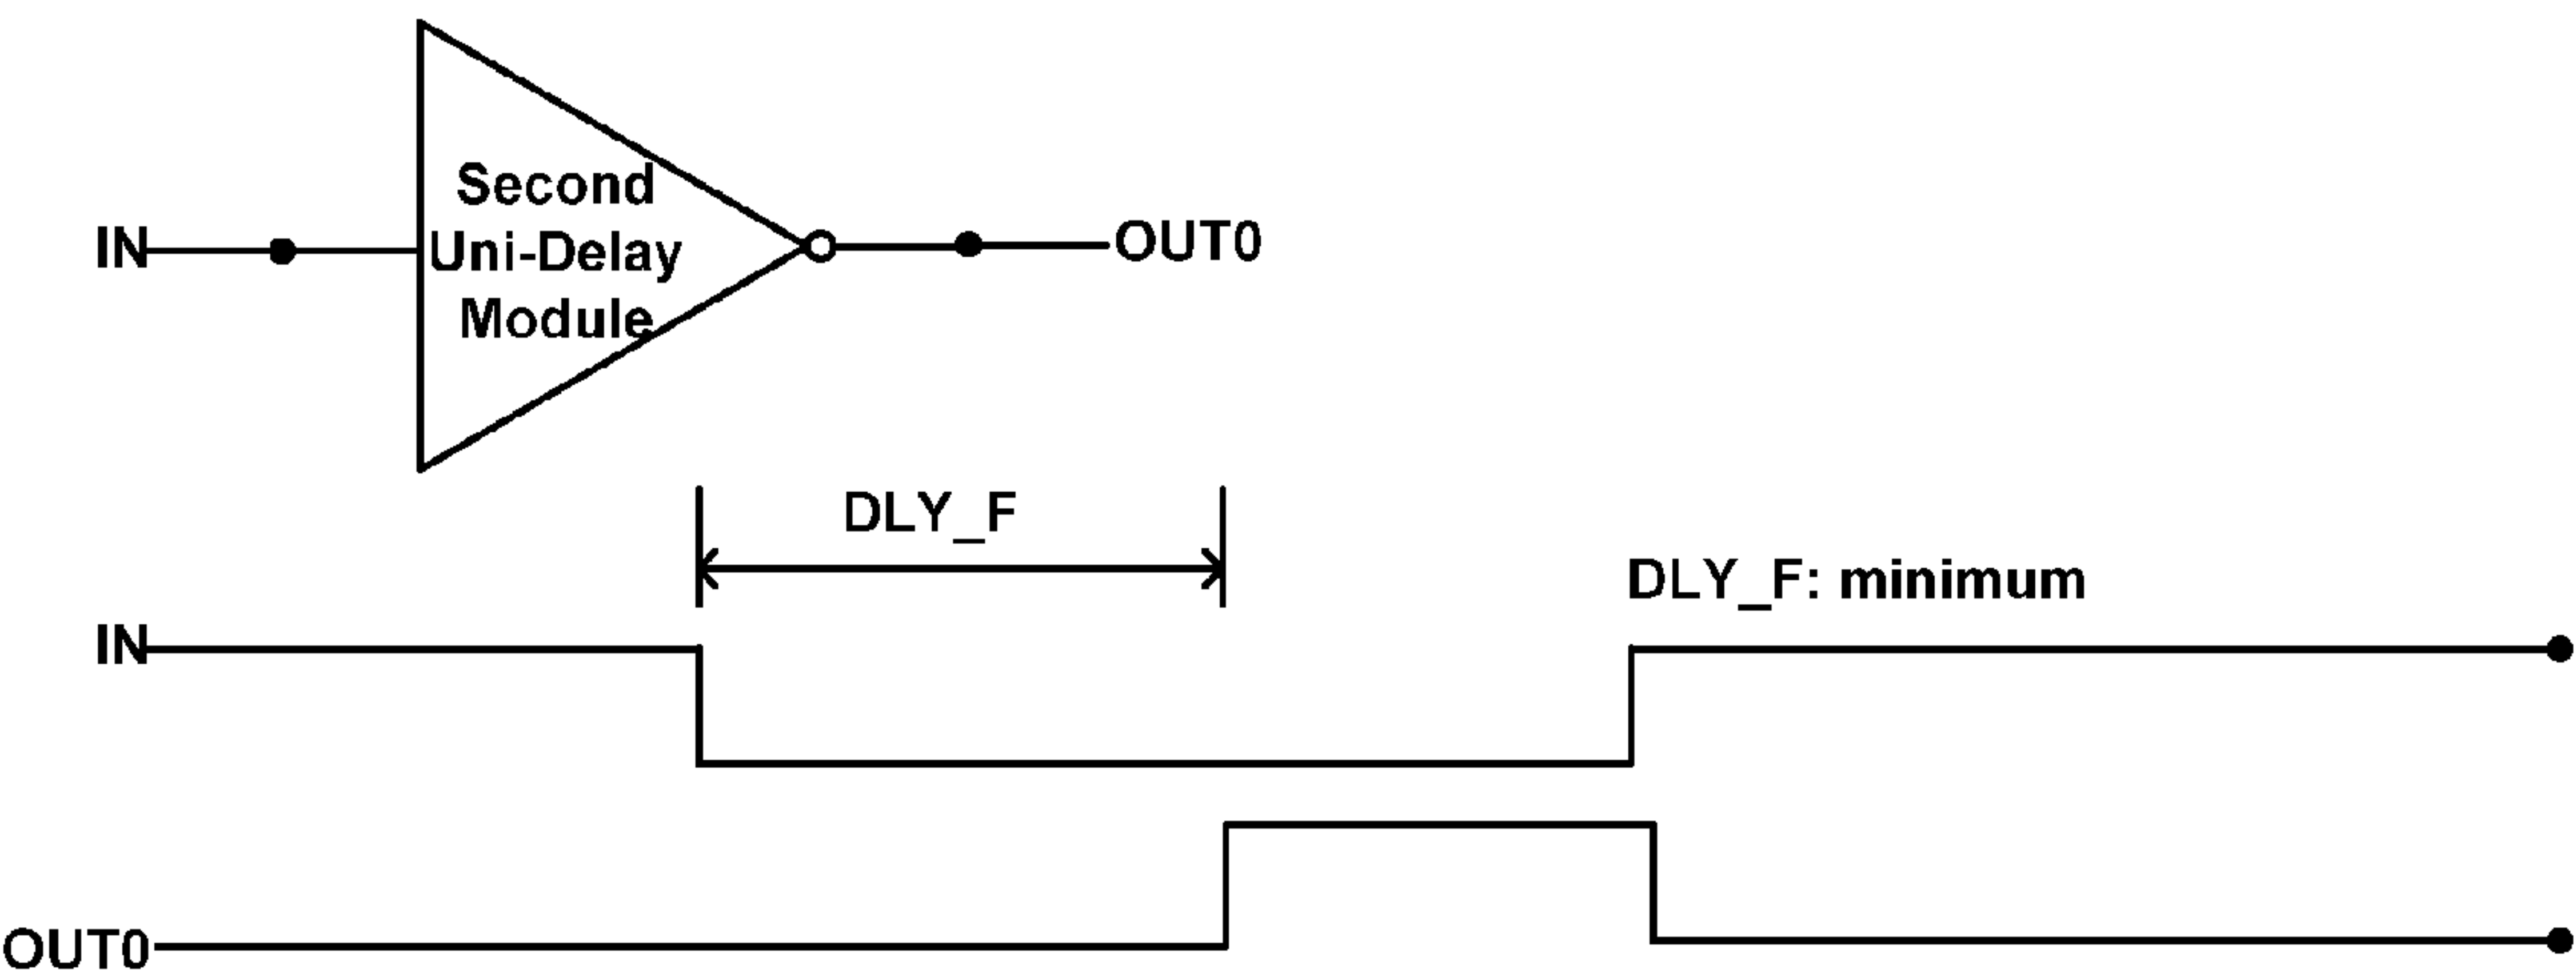 Second
IN Uni-Delay OUT0
Module
DLY_F
DLY_F: minimum
IN
OUT0